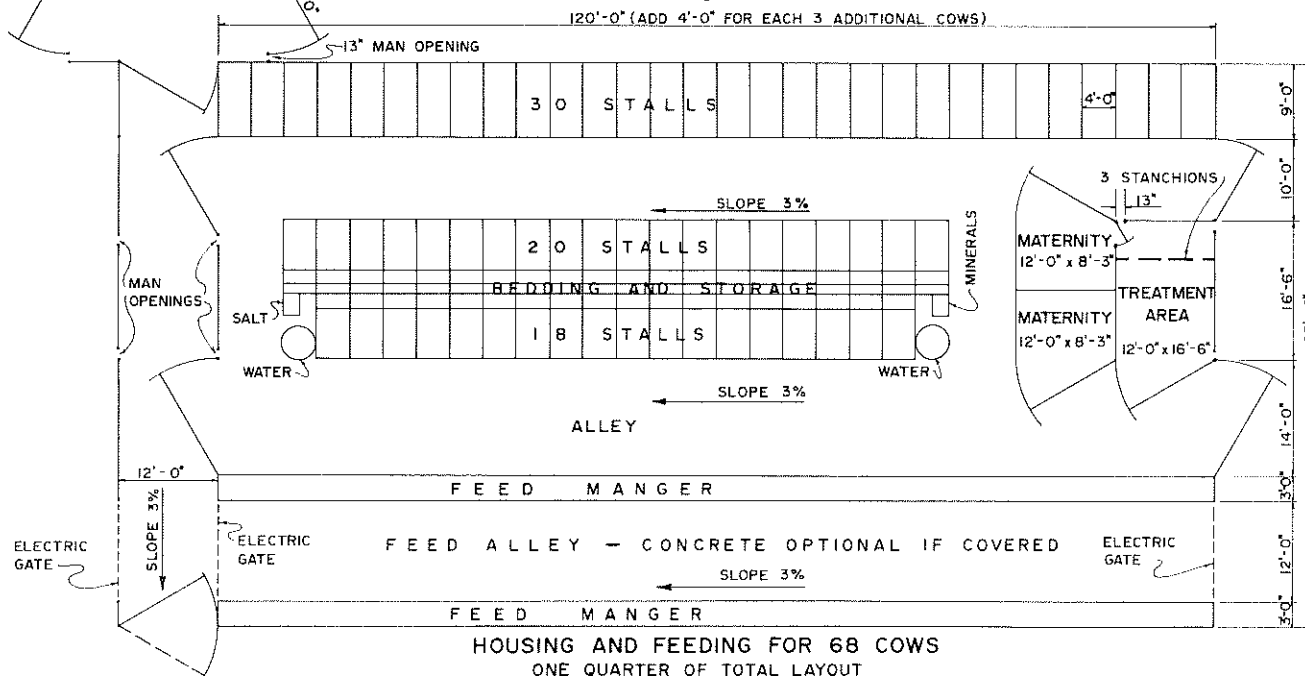 120'-0" (ADD 4'-0" FOR EACH 3 ADDITIONAL COWS)
13" MAN OPENING
30 STALLS
4'-0"
9'-0"
10'-0"
3 STANCHIONS
13"
SLOPE 3%
20 STALLS
MINERALS
MATERNITY
12'-0" x 8'-3"
MAN
OPENINGS
BEDDING AND STORAGE
TREATMENT
AREA
16'-6"
SALT
18 STALLS
MATERNITY
12'-0" x 8'-3"
12'-0" x 16'-6"
WATER
WATER
SLOPE 3%
ALLEY
14'-0"
12'-0"
FEED MANGER
3'-0"
SLOPE 3%
ELECTRIC
GATE
ELECTRIC
GATE
FEED ALLEY - CONCRETE OPTIONAL IF COVERED
ELECTRIC
GATE
12'-0"
SLOPE 3%
FEED MANGER
3'-0"
HOUSING AND FEEDING FOR 68 COWS
ONE QUARTER OF TOTAL LAYOUT